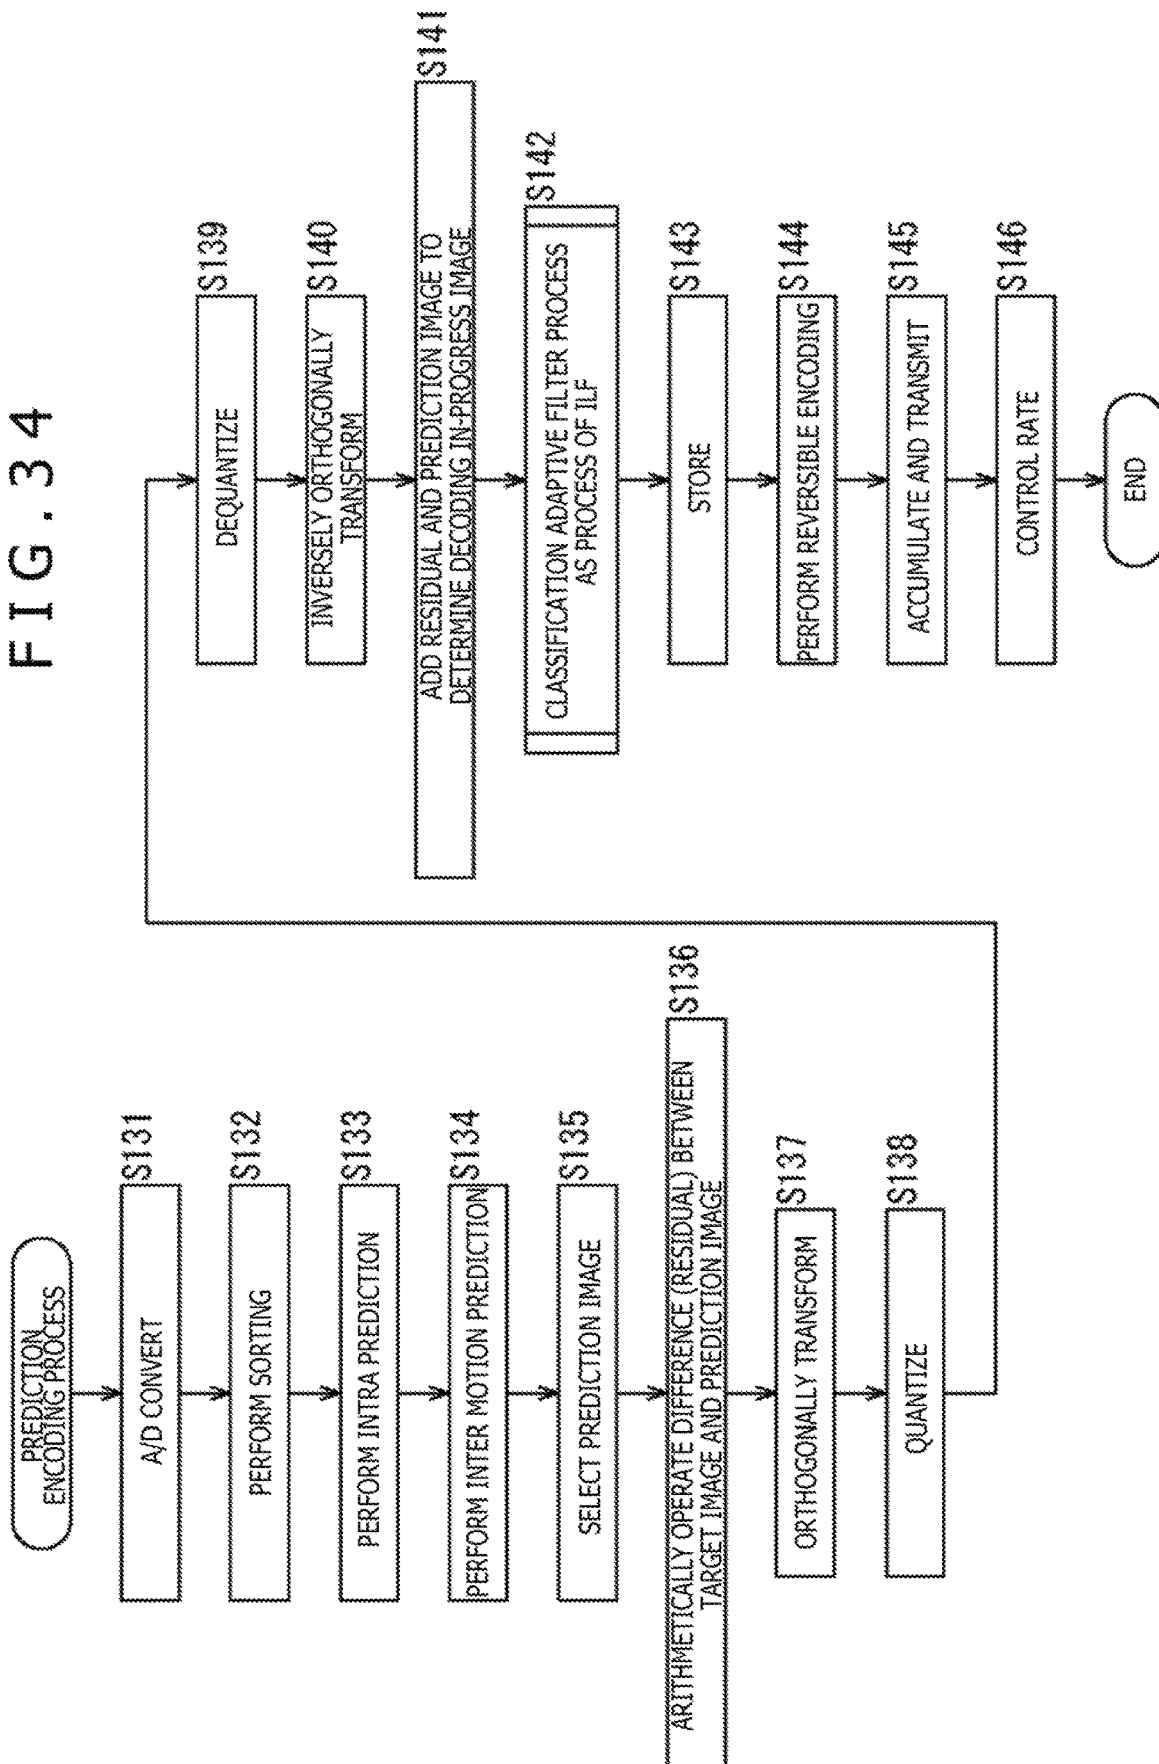 FIG.34
PREDICTION
ENCODING PROCESS
A/D CONVERT
S131
PERFORM SORTING
S132
PERFORM INTRA PREDICTION
S133
PERFORM INTER MOTION PREDICTION
S134
SELECT PREDICTION IMAGE
S135
ARITHMETICALLY OPERATE DIFFERENCE (RESIDUAL) BETWEEN
TARGET IMAGE AND PREDICTION IMAGE
S136
ORTHOGONALLY TRANSFORM
S137
QUANTIZE
S138
DEQUANTIZE
S139
INVERSELY ORTHOGONALLY
TRANSFORM
S140
ADD RESIDUAL AND PREDICTION IMAGE TO
DETERMINE DECODING IN-PROGRESS IMAGE
S141
CLASSIFICATION ADAPTIVE FILTER PROCESS
AS PROCESS OF ILF
S142
STORE
S143
PERFORM REVERSIBLE ENCODING
S144
ACCUMULATE AND TRANSMIT
S145
CONTROL RATE
S146
END